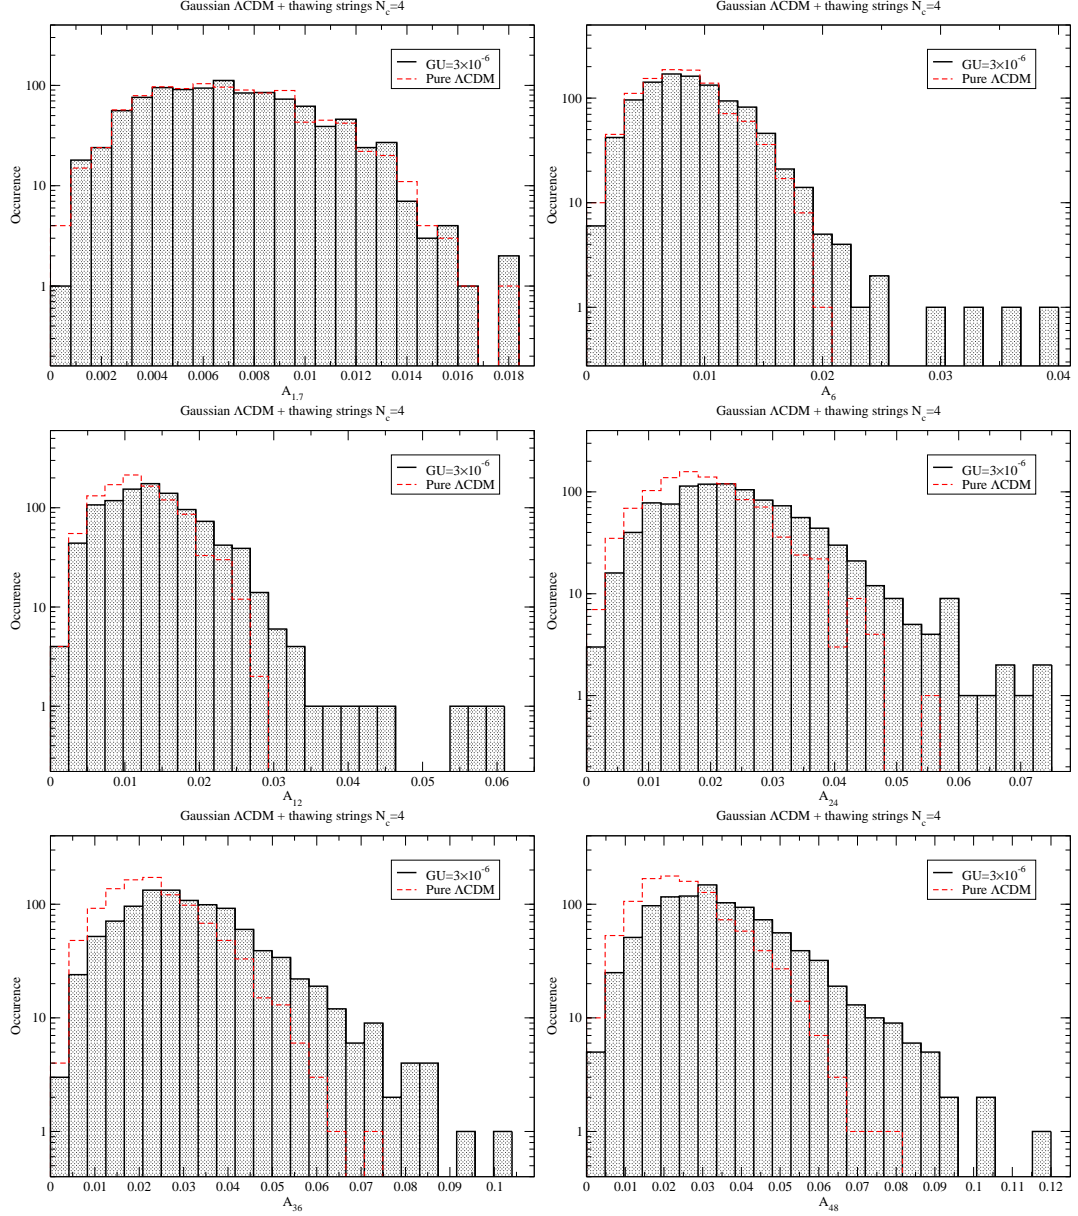 Gaussian ΛCDM + thawing strings N_c=4
GU=3×10^-6
Pure ΛCDM
100
10
1
Occurence
0 0.002 0.004 0.006 0.008 0.01 0.012 0.014 0.016 0.018
A_1.7
Gaussian ΛCDM + thawing strings N_c=4
GU=3×10^-6
Pure ΛCDM
100
10
1
Occurence
0 0.01 0.02 0.03 0.04
A_6
Gaussian ΛCDM + thawing strings N_c=4
GU=3×10^-6
Pure ΛCDM
100
10
1
Occurence
0 0.01 0.02 0.03 0.04 0.05 0.06
A_12
Gaussian ΛCDM + thawing strings N_c=4
GU=3×10^-6
Pure ΛCDM
100
10
1
Occurence
0 0.01 0.02 0.03 0.04 0.05 0.06 0.07
A_24
Gaussian ΛCDM + thawing strings N_c=4
GU=3×10^-6
Pure ΛCDM
100
10
1
Occurence
0 0.01 0.02 0.03 0.04 0.05 0.06 0.07 0.08 0.09 0.1
A_36
Gaussian ΛCDM + thawing strings N_c=4
GU=3×10^-6
Pure ΛCDM
100
10
1
Occurence
0 0.01 0.02 0.03 0.04 0.05 0.06 0.07 0.08 0.09 0.1 0.11 0.12
A_48